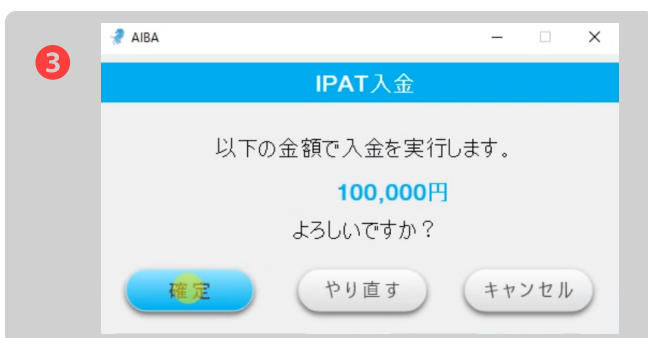 3
AIBA
IPAT入金
以下の金額で入金を実行します。
100,000円
よろしいですか？
確定 やり直す キャンセル